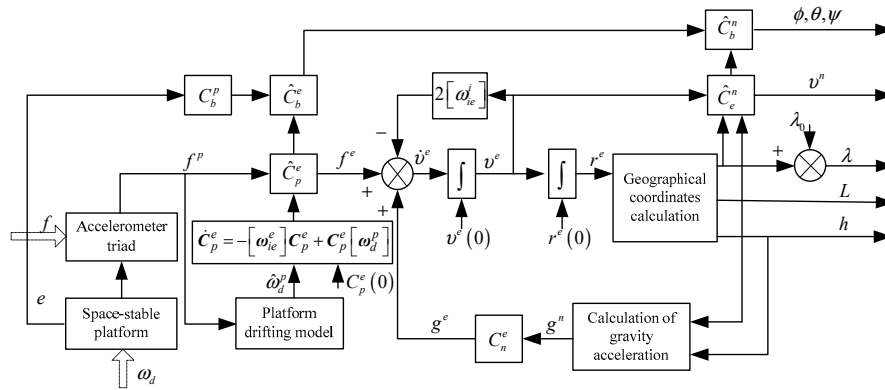 Ĉ_b^n
ϕ,θ,ψ
C_b^p
Ĉ_b^e
2[ω_ie^i]
Ĉ_e^n
υ^n
−
λ_0
f^p
Ĉ_p^e
f^e
υ̇^e
∫
υ^e
∫
r^e
+
λ
+
+
Geographical
coordinates
calculation
L
h
f
Accelerometer
triad
Ċ_p^e = −[ω_ie^e]C_p^e + C_p^e[ω_d^p]
υ^e(0)
r^e(0)
ω̂_d^p
C_p^e(0)
e
Space-stable
platform
Platform
drifting model
g^e
C_n^e
g^n
Calculation of
gravity
acceleration
ω_d